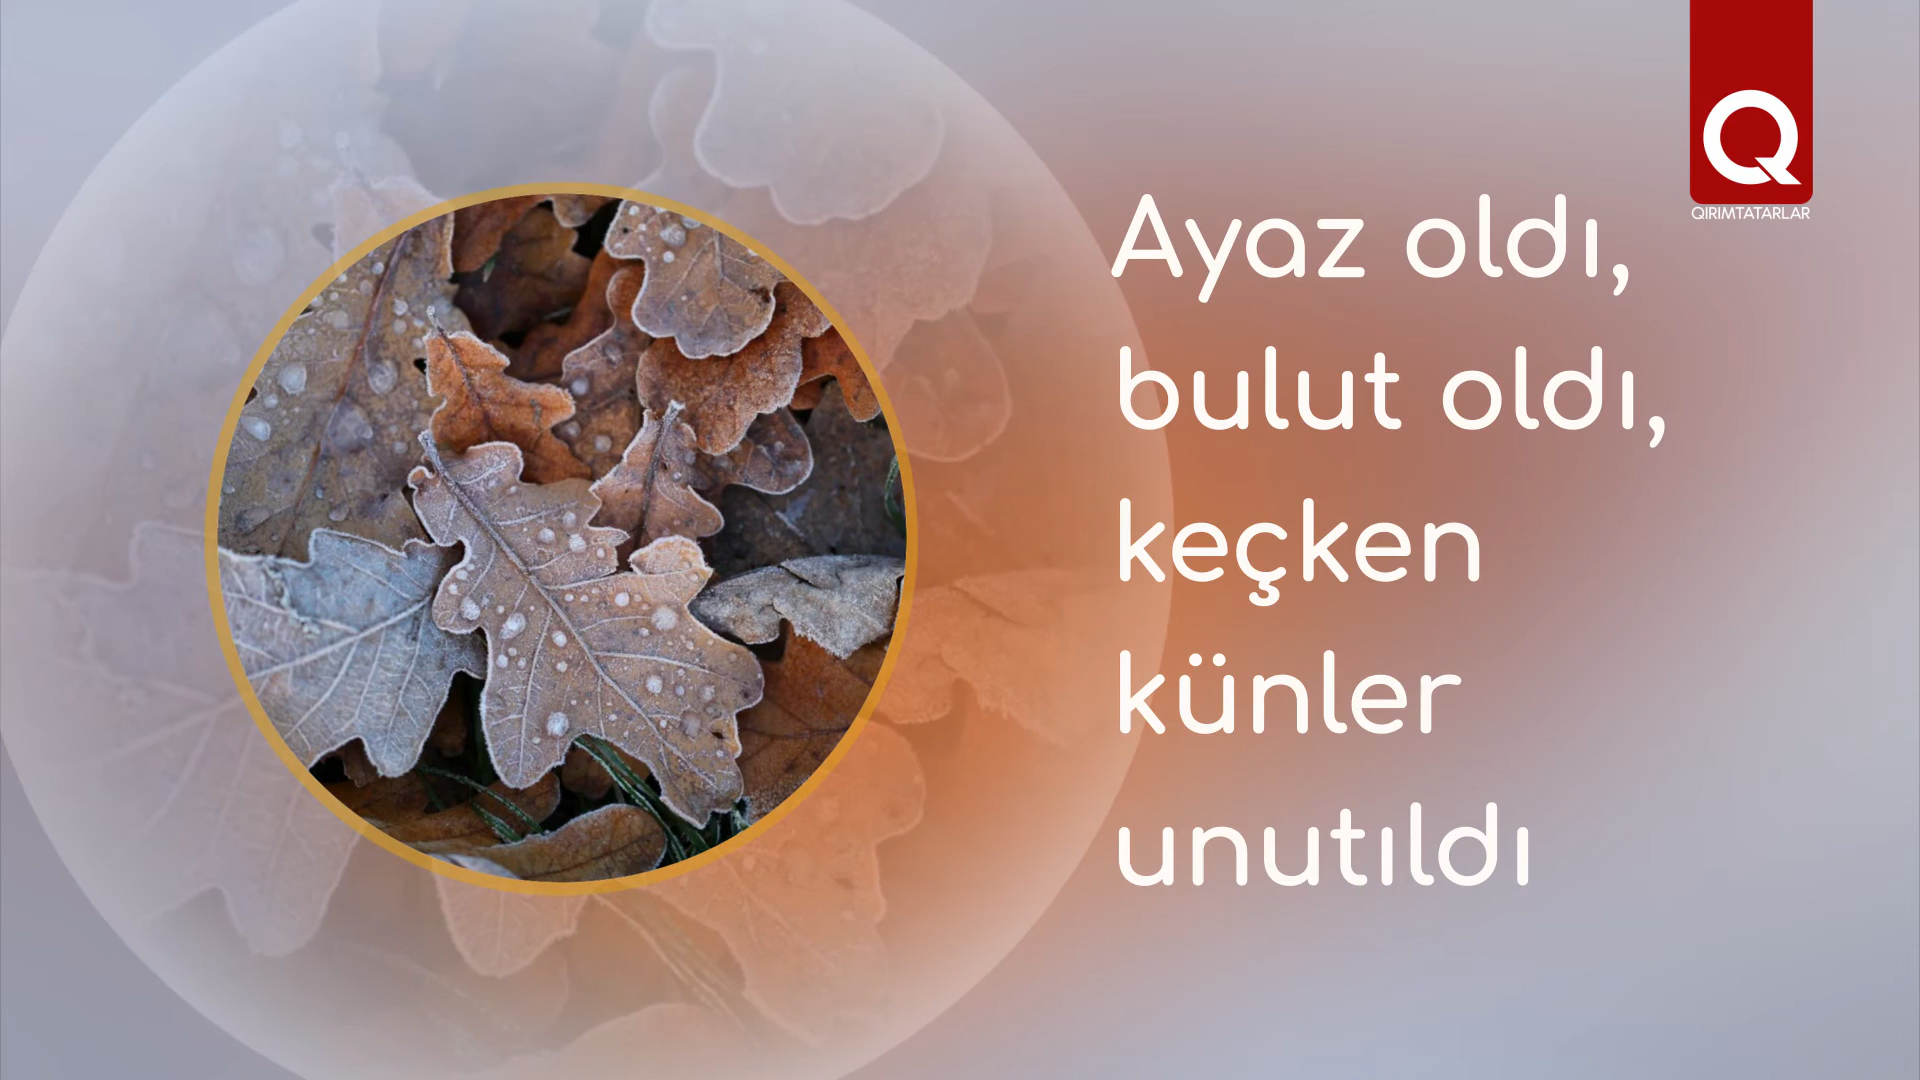 Q
QIRIMTATARLAR
Ayaz oldı,
bulut oldı,
keçken
künler
unutıldı